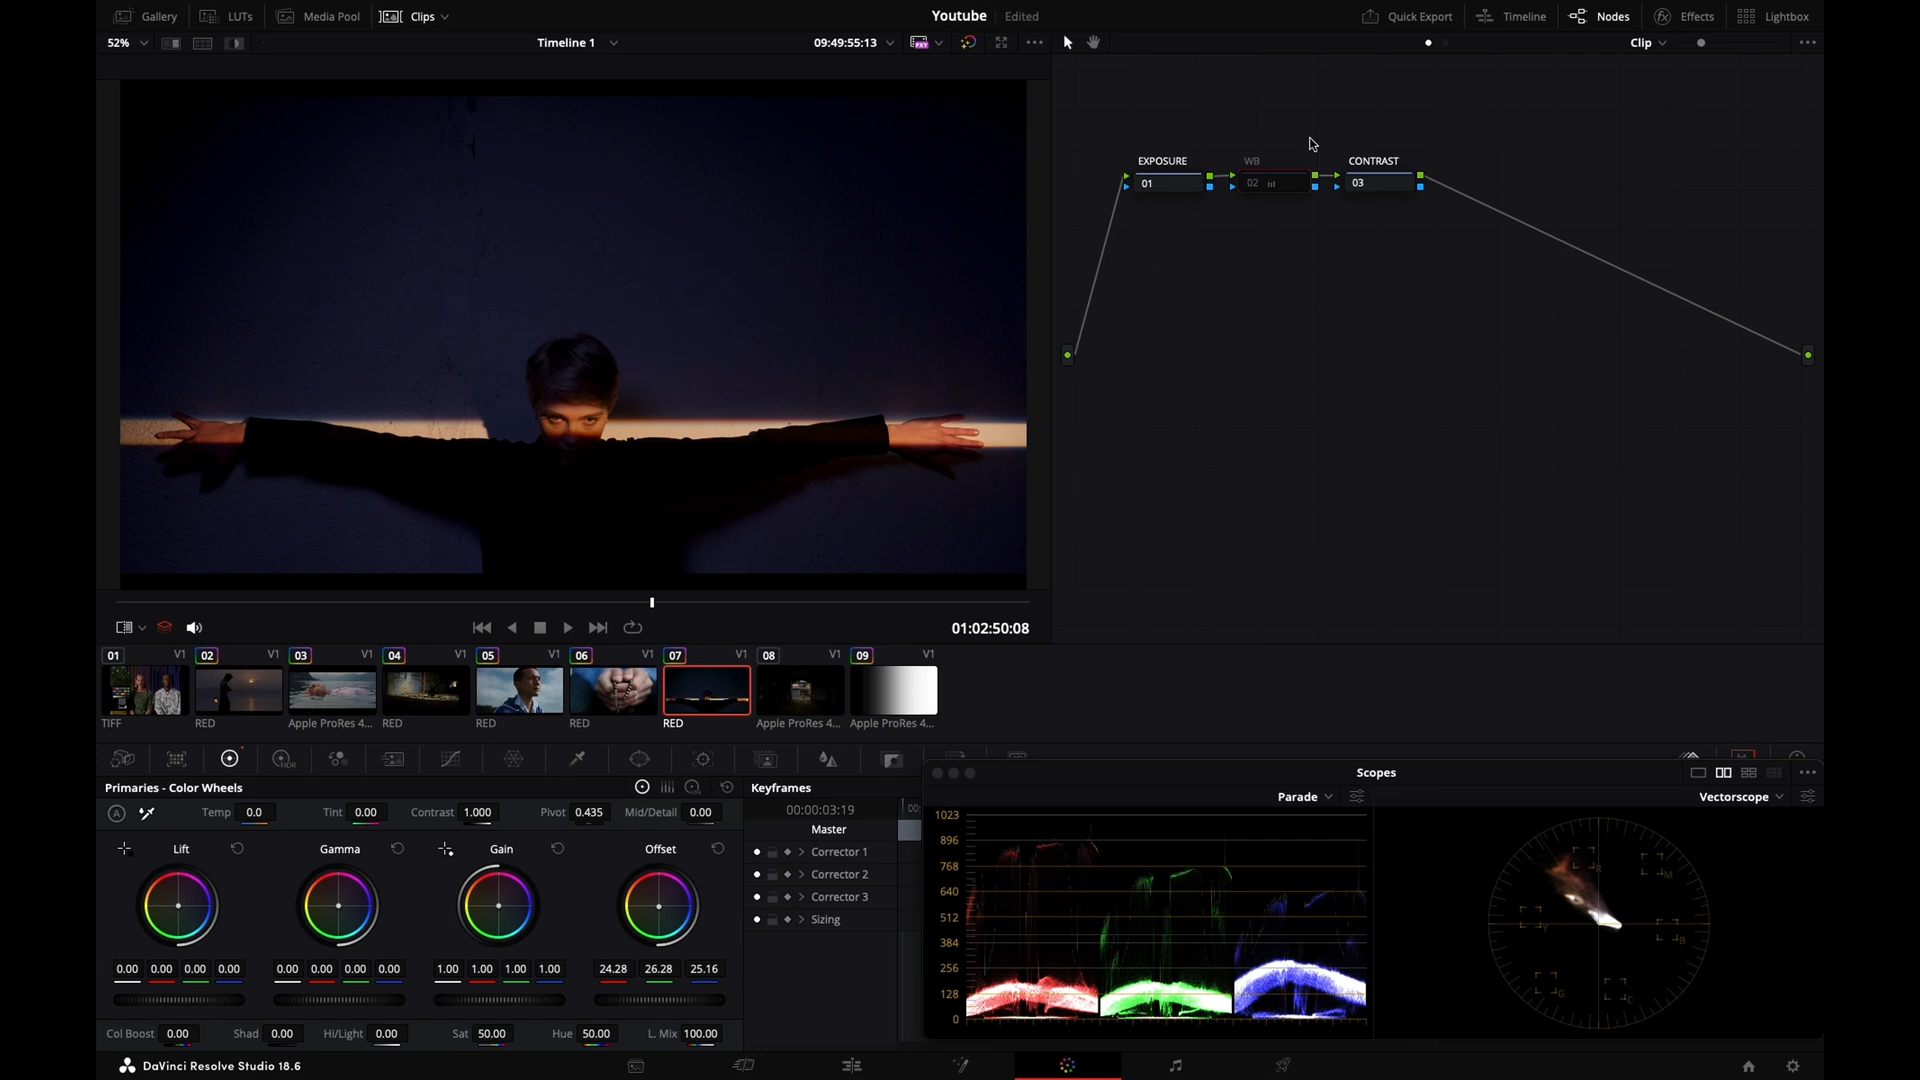 Gallery LUTs Media Pool Clips Youtube Edited Quick Export Timeline Nodes Effects Lightbox
52% Timeline 1 09:49:55:13 Clip
EXPOSURE WB CONTRAST
01 02 03
01:02:50:08
01 V1 02 V1 03 V1 04 V1 05 V1 06 V1 07 V1 08 V1 09 V1
TIFF RED Apple ProRes 4... RED RED RED RED Apple ProRes 4... Apple ProRes 4...
HDR
Primaries - Color Wheels Keyframes Scopes
Temp 0.0 Tint 0.00 Contrast 1.000 Pivot 0.435 Mid/Detail 0.00
00:00:03:19 00:
Parade Vectorscope
Master
Lift Gamma Gain Offset
Corrector 1
Corrector 2
Corrector 3
Sizing
0.00 0.00 0.00 0.00 0.00 0.00 0.00 0.00 1.00 1.00 1.00 1.00 24.28 26.28 25.16
Col Boost 0.00 Shad 0.00 Hi/Light 0.00 Sat 50.00 Hue 50.00 L. Mix 100.00
1023
896
768
640
512
384
256
128
0
R
M
Y
B
G
C
DaVinci Resolve Studio 18.6